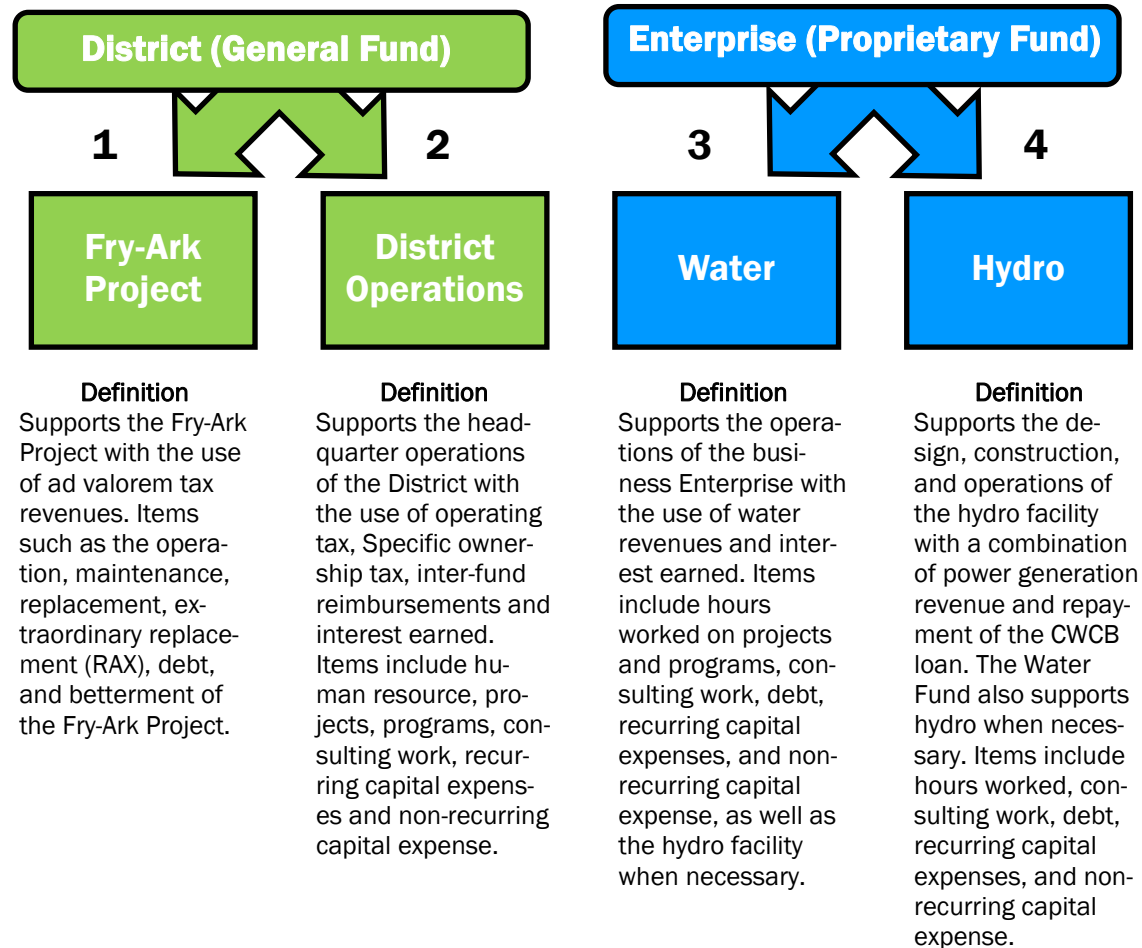 District (General Fund)
Enterprise (Proprietary Fund)
1
2
3
4
Fry-Ark
Project
District
Operations
Water
Hydro
Definition
Supports the Fry-Ark
Project with the use
of ad valorem tax
revenues. Items
such as the opera-
tion, maintenance,
replacement, ex-
traordinary replace-
ment (RAX), debt,
and betterment of
the Fry-Ark Project.
Definition
Supports the head-
quarter operations
of the District with
the use of operating
tax, Specific owner-
ship tax, inter-fund
reimbursements and
interest earned.
Items include hu-
man resource, pro-
jects, programs, con-
sulting work, recur-
ring capital expens-
es and non-recurring
capital expense.
Definition
Supports the opera-
tions of the busi-
ness Enterprise with
the use of water
revenues and inter-
est earned. Items
include hours
worked on projects
and programs, con-
sulting work, debt,
recurring capital
expenses, and non-
recurring capital
expense, as well as
the hydro facility
when necessary.
Definition
Supports the de-
sign, construction,
and operations of
the hydro facility
with a combination
of power generation
revenue and repay-
ment of the CWCB
loan. The Water
Fund also supports
hydro when neces-
sary. Items include
hours worked, con-
sulting work, debt,
recurring capital
expenses, and non-
recurring capital
expense.